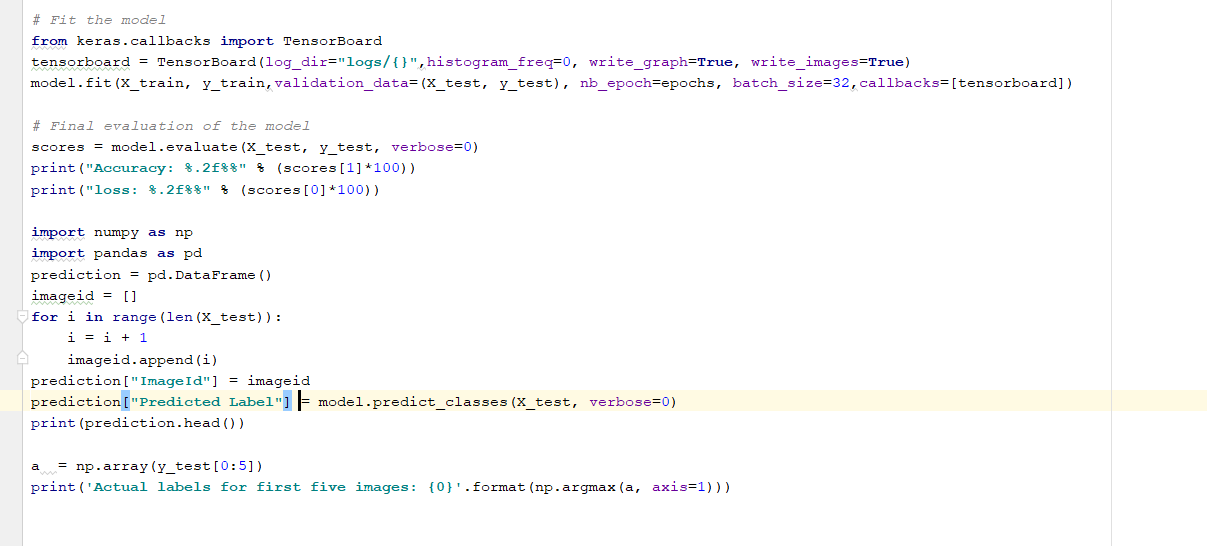 # Fit the model
from keras.callbacks import TensorBoard
tensorboard = TensorBoard(log_dir="logs/{}",histogram_freq=0, write_graph=True, write_images=True)
model.fit(X_train, y_train,validation_data=(X_test, y_test), nb_epoch=epochs, batch_size=32,callbacks=[tensorboard])
# Final evaluation of the model
scores = model.evaluate(X_test, y_test, verbose=0)
print("Accuracy: %.2f%%" % (scores[1]*100))
print("loss: %.2f%%" % (scores[0]*100))
import numpy as np
import pandas as pd
prediction = pd.DataFrame()
imageid = []
for i in range(len(X_test)):
    i = i + 1
    imageid.append(i)
prediction["ImageId"] = imageid
prediction["Predicted Label"] = model.predict_classes(X_test, verbose=0)
print(prediction.head())
a  = np.array(y_test[0:5])
print('Actual labels for first five images: {0}'.format(np.argmax(a, axis=1)))